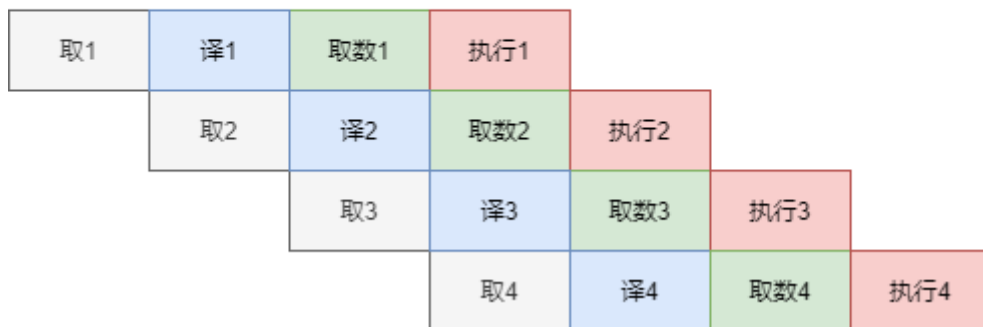 取1 译1 取数1 执行1
取2 译2 取数2 执行2
取3 译3 取数3 执行3
取4 译4 取数4 执行4